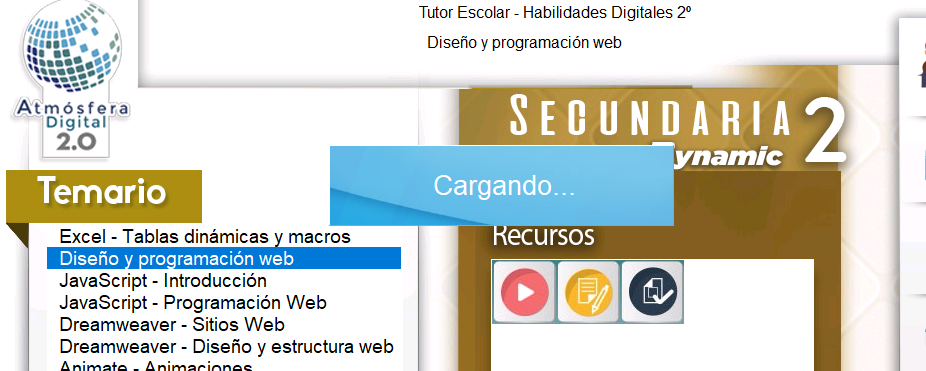 Tutor Escolar - Habilidades Digitales 2º
Diseño y programación web
Atmósfera
Digital
2.0
SECUNDARIA 2
Dynamic
Cargando...
Temario
Excel - Tablas dinámicas y macros
Diseño y programación web
JavaScript - Introducción
JavaScript - Programación Web
Dreamweaver - Sitios Web
Dreamweaver - Diseño y estructura web
Animate - Animaciones
Recursos